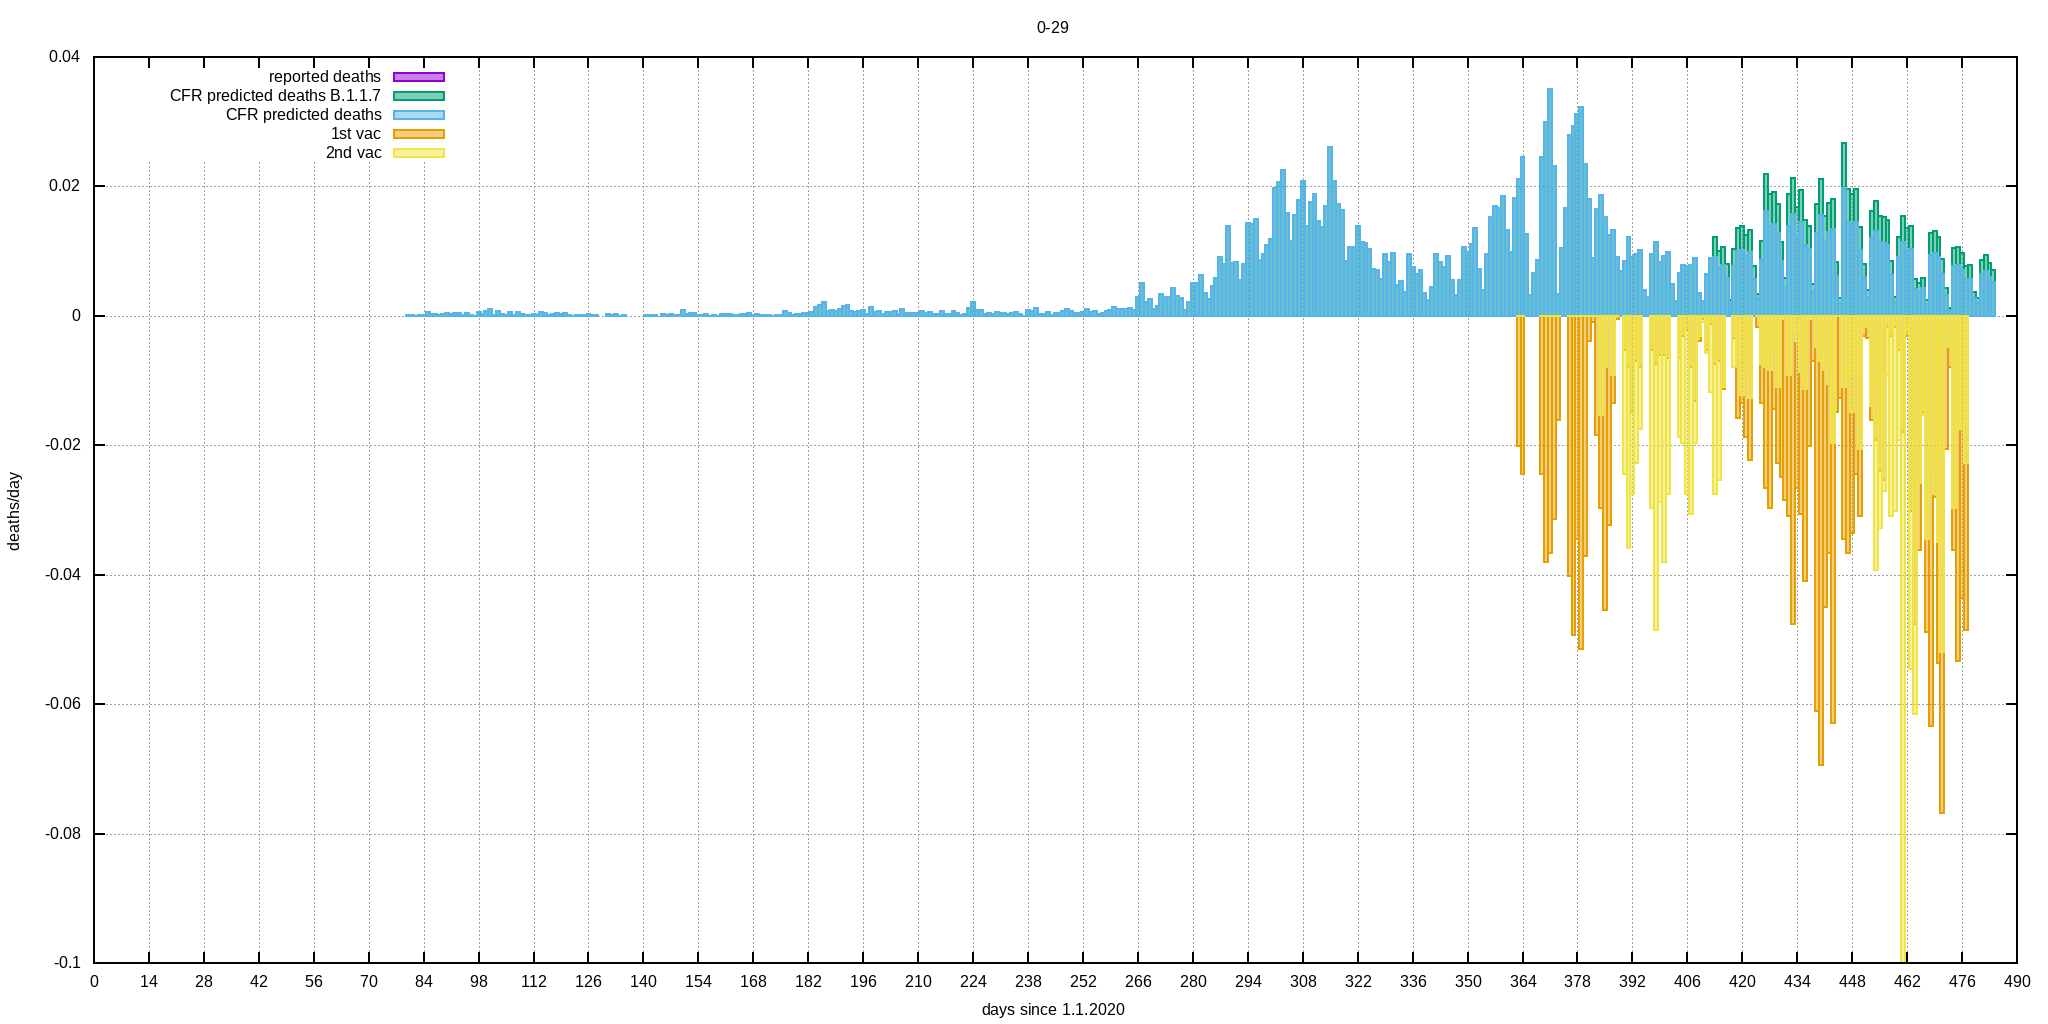 0-29
reported deaths
CFR predicted deaths B.1.1.7
CFR predicted deaths
1st vac
2nd vac
0.04
0.02
0
-0.02
-0.04
-0.06
-0.08
-0.1
deaths/day
0 14 28 42 56 70 84 98 112 126 140 154 168 182 196 210 224 238 252 266 280 294 308 322 336 350 364 378 392 406 420 434 448 462 476 490
days since 1.1.2020